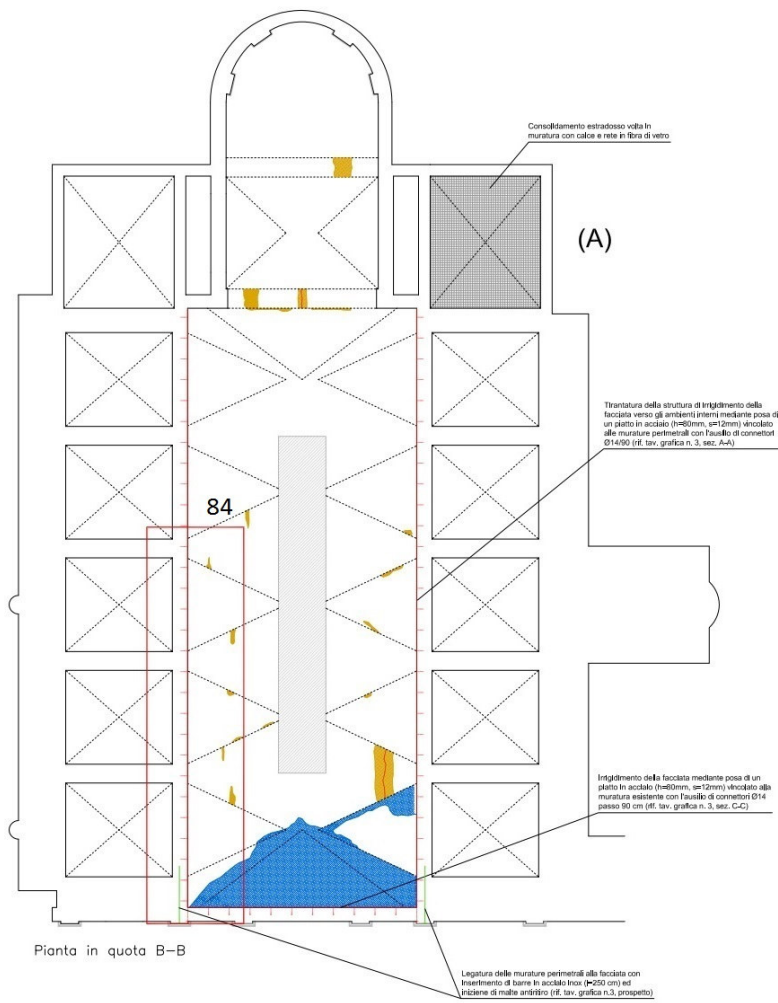 Consolidamento estradosso volta in
muratura con calce e rete in fibra di vetro
(A)
Tirantatura della struttura di irrigidimento della
facciata verso gli ambienti interni mediante posa di
un piatto in acciaio (h=80mm, s=12mm) vincolato
alle murature perimetrali con l'ausilio di connettori
Ø14/90 (rif. tav. grafica n. 3, sez. A-A)
84
Irrigidimento della facciata mediante posa di un
piatto in acciaio (h=80mm, s=12mm) vincolato alla
muratura esistente con l'ausilio di connettori Ø14
passo 90 cm (rif. tav. grafica n. 3, sez. C-C)
Pianta in quota B-B
Legatura delle murature perimetrali alla facciata con
inserimento di barre in acciaio inox (l=250 cm) ed
iniziene di malte antiritiro (rif. tav. grafica n.3, prospetto)